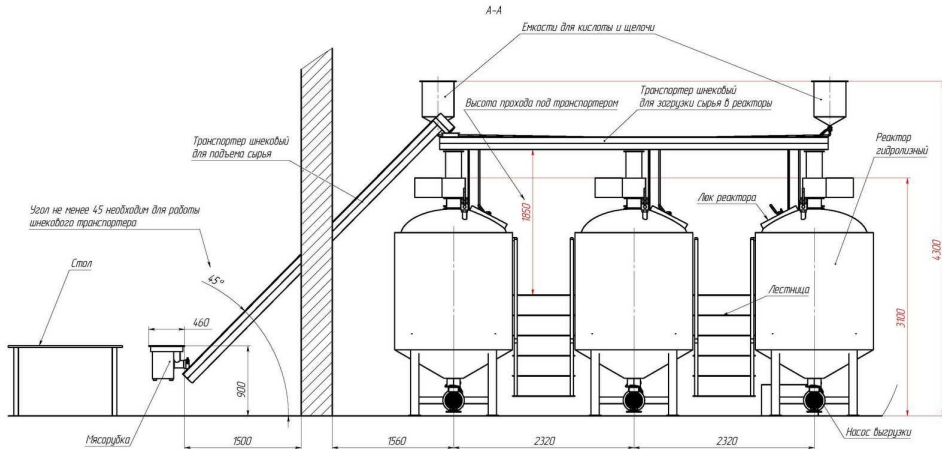 А-А
Емкости для кислоты и щелочи
Высота прохода под транспортером
Транспортер шнековый
для загрузки сырья в реакторы
Транспортер шнековый
для подъема сырья
Реактор
гидролизный
Угол не менее 45 необходим для работы
шнекового транспортера
Люк реактора
1850
4300
Стол
45°
Лестница
3100
460
900
Мясорубка
Насос выгрузки
1500
1560
2320
2320